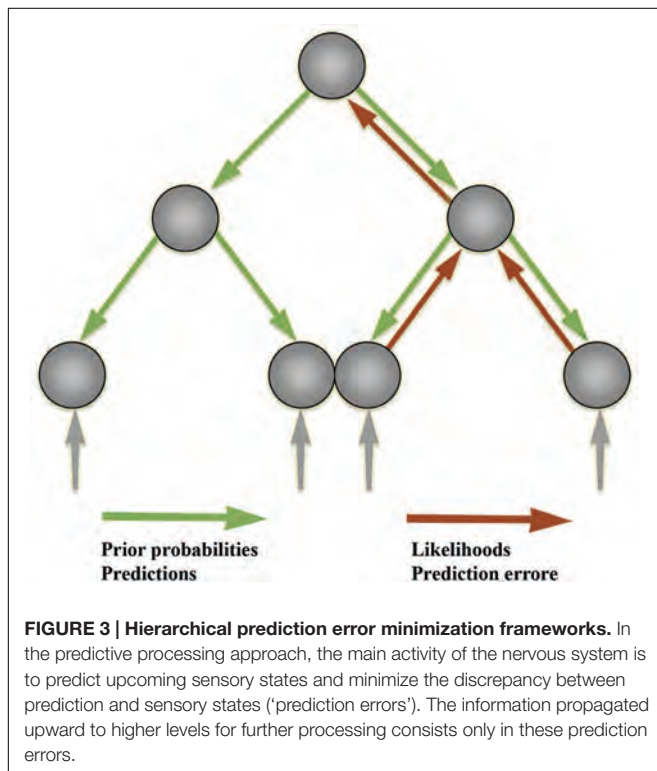 Prior probabilities
Predictions
Likelihoods
Prediction errore
FIGURE 3 | Hierarchical prediction error minimization frameworks. In
the predictive processing approach, the main activity of the nervous system is
to predict upcoming sensory states and minimize the discrepancy between
prediction and sensory states (‘prediction errors’). The information propagated
upward to higher levels for further processing consists only in these prediction
errors.